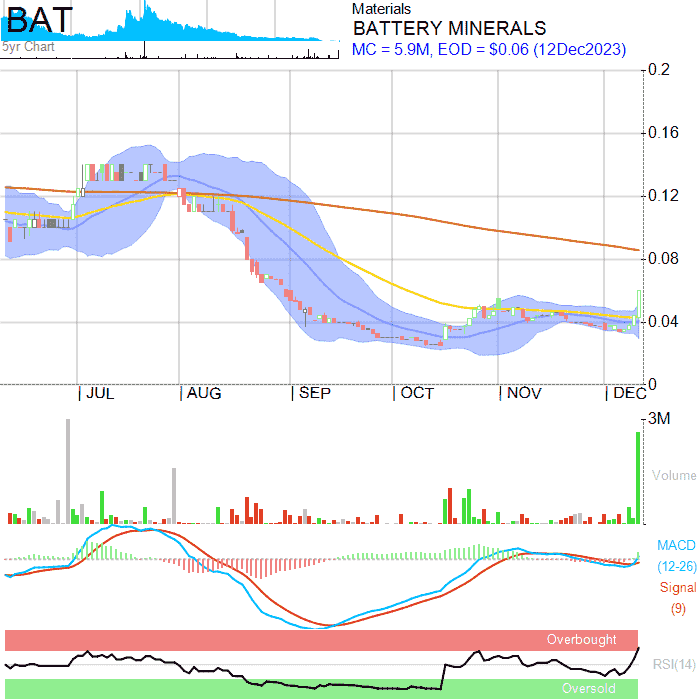 BAT
5yr Chart
Materials
BATTERY MINERALS
MC = 5.9M, EOD = $0.06 (12Dec2023)
0.2
0.16
0.12
0.08
0.04
0
JUL AUG SEP OCT NOV DEC
3M
Volume
MACD
(12-26)
Signal
(9)
Overbought
RSI(14)
Oversold